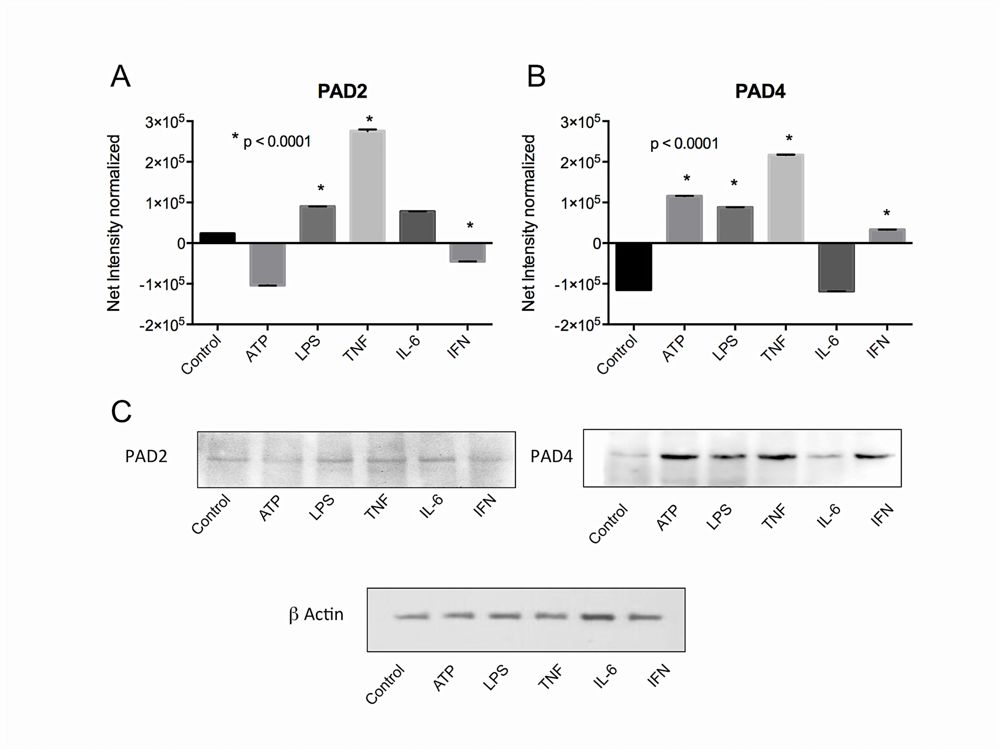 A
B
PAD2
PAD4
Net Intensity normalized
3×10⁵
2×10⁵
1×10⁵
0
-1×10⁵
-2×10⁵
* p < 0.0001
*
*
*
Control
ATP
LPS
TNF
IL-6
IFN
Net Intensity normalized
3×10⁵
2×10⁵
1×10⁵
0
-1×10⁵
-2×10⁵
p < 0.0001
*
*
*
*
Control
ATP
LPS
TNF
IL-6
IFN
C
PAD2
Control
ATP
LPS
TNF
IL-6
IFN
PAD4
Control
ATP
LPS
TNF
IL-6
IFN
β Actin
Control
ATP
LPS
TNF
IL-6
IFN